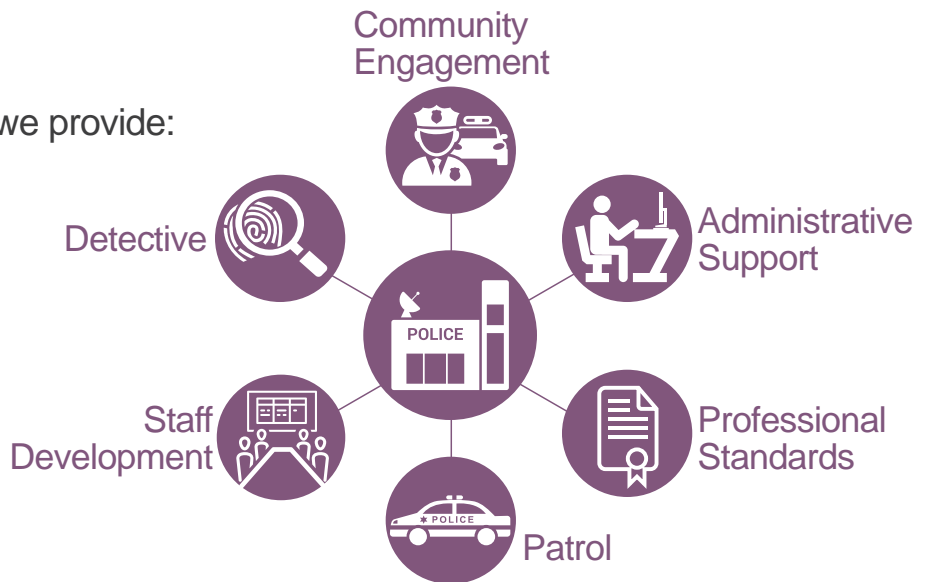 Community
Engagement
we provide:
Detective
Administrative
Support
POLICE
Staff
Development
Professional
Standards
POLICE
Patrol